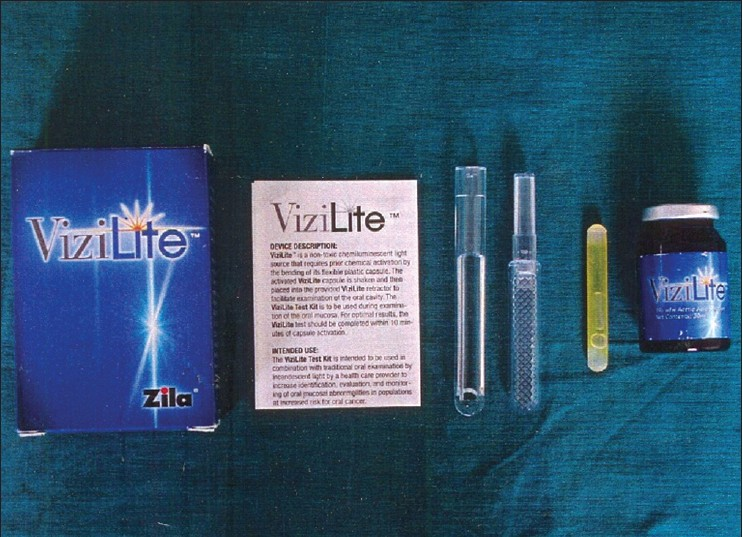 ViziLite™
Zila
ViziLite™
DEVICE DESCRIPTION:
ViziLite™ is a non-toxic chemiluminescent light
source that requires prior chemical activation by
the bending of its flexible plastic capsule. The
activated ViziLite capsule is shaken and then
placed into the provided ViziLite retractor to
facilitate examination of the oral cavity. The
ViziLite Test Kit is to be used during examina-
tion of the oral mucosa. For optimal results, the
ViziLite test should be completed within 10 min-
utes of capsule activation.
INTENDED USE:
The ViziLite Test Kit is intended to be used in
combination with traditional oral examination by
incandescent light by a health care provider to
increase identification, evaluation, and monitor-
ing of oral mucosal abnormalities in populations
at increased risk for oral cancer.
ViziLite
Acetic